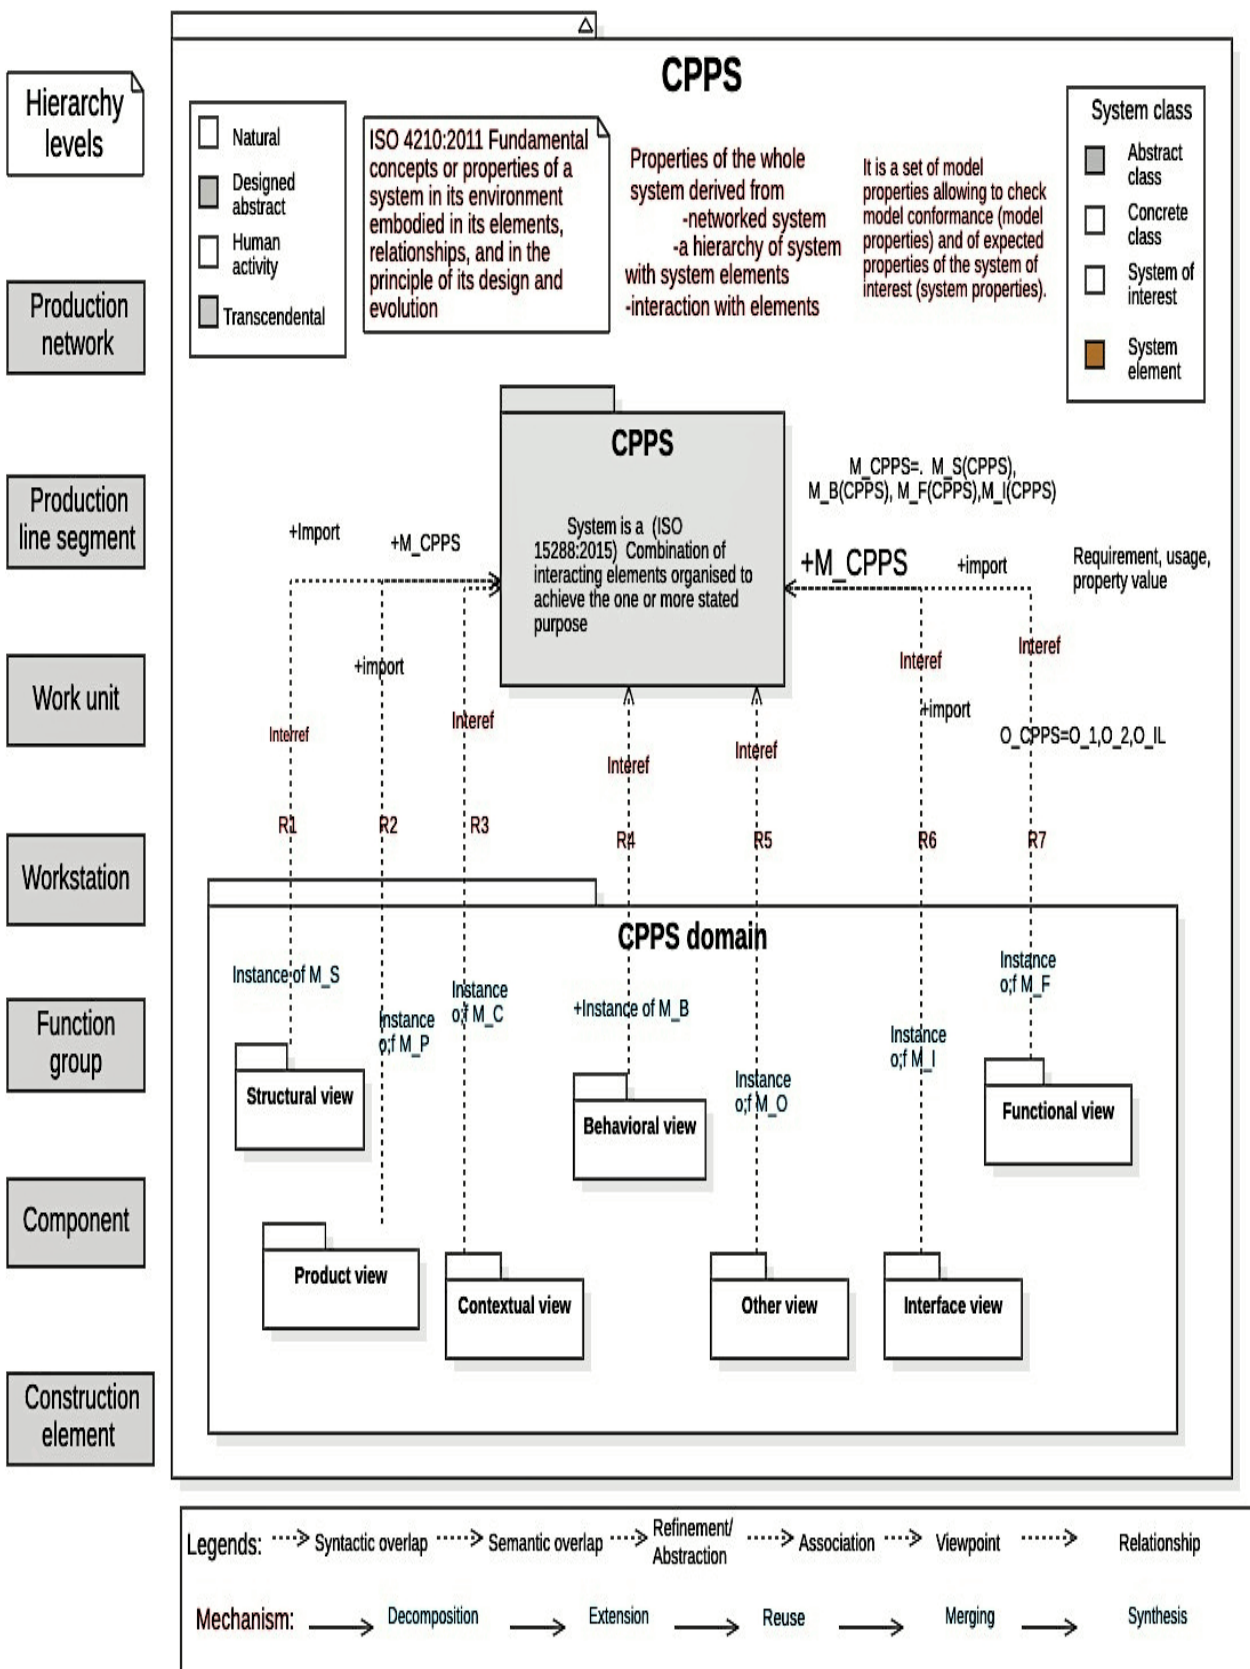 CPPS
Hierarchy
levels
Production
network
Production
line segment
Work unit
Workstation
Function
group
Component
Construction
element
Natural
Designed
abstract
Human
activity
Transcendental
ISO 4210:2011 Fundamental
concepts or properties of a
system in its environment
embodied in its elements,
relationships, and in the
principle of its design and
evolution
Properties of the whole
system derived from
-networked system
-a hierarchy of system
with system elements
-interaction with elements
It is a set of model
properties allowing to check
model conformance (model
properties) and of expected
properties of the system of
interest (system properties).
System class
Abstract
class
Concrete
class
System of
interest
System
element
CPPS
System is a (ISO
15288:2015) Combination of
interacting elements organised to
achieve the one or more stated
purpose
M_CPPS=. M_S(CPPS),
M_B(CPPS), M_F(CPPS),M_I(CPPS)
+Import
+M_CPPS
+M_CPPS
+import
Requirement, usage,
property value
+import
Interref
Interef
Interef
Interef
Interef
Interef
+import
O_CPPS=O_1,O_2,O_IL
R1
R2
R3
R4
R5
R6
R7
CPPS domain
Instance of M_S
Instance
o;f M_P
Instance
o;f M_C
+Instance of M_B
Instance
o;f M_O
Instance
o;f M_I
Instance
o;f M_F
Structural view
Behavioral view
Functional view
Product view
Contextual view
Other view
Interface view
Legends:
Syntactic overlap
Semantic overlap
Refinement/
Abstraction
Association
Viewpoint
Relationship
Mechanism:
Decomposition
Extension
Reuse
Merging
Synthesis